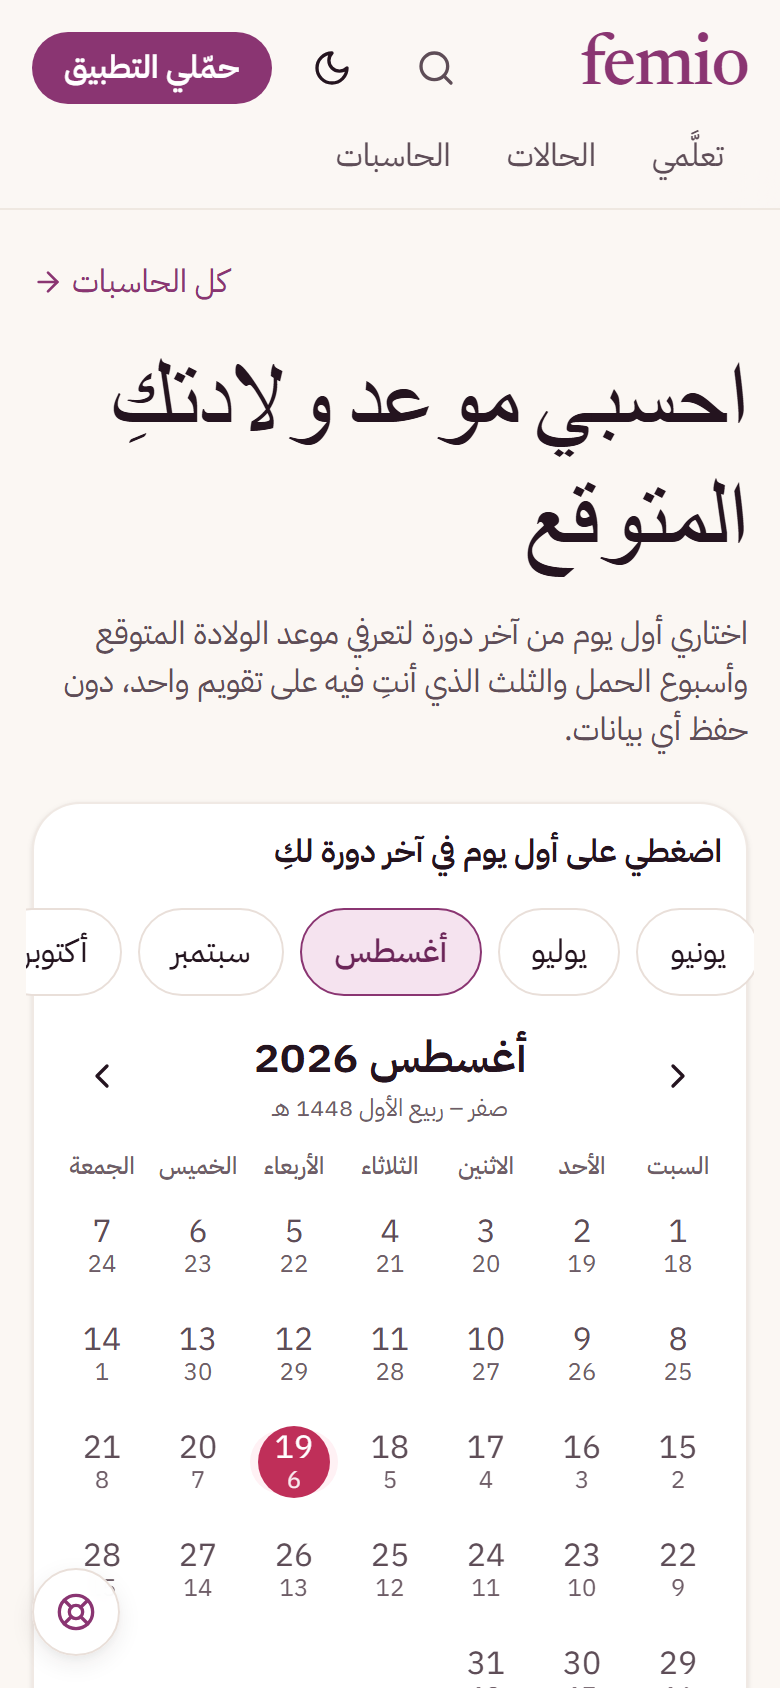 femio
حمّلي التطبيق
تعلَّمي الحالات الحاسبات
كل الحاسبات
احسبي موعد ولادتكِ
المتوقع
اختاري أول يوم من آخر دورة لتعرفي موعد الولادة المتوقع
وأسبوع الحمل والثلث الذي أنتِ فيه على تقويم واحد، دون
حفظ أي بيانات.
اضغطي على أول يوم في آخر دورة لكِ
يونيو يوليو أغسطس سبتمبر أكتوبر
أغسطس 2026
صفر – ربيع الأول 1448 هـ
السبت الأحد الاثنين الثلاثاء الأربعاء الخميس الجمعة
1 2 3 4 5 6 7
18 19 20 21 22 23 24
8 9 10 11 12 13 14
25 26 27 28 29 30 1
15 16 17 18 19 20 21
2 3 4 5 6 7 8
22 23 24 25 26 27 28
9 10 11 12 13 14
29 30 31